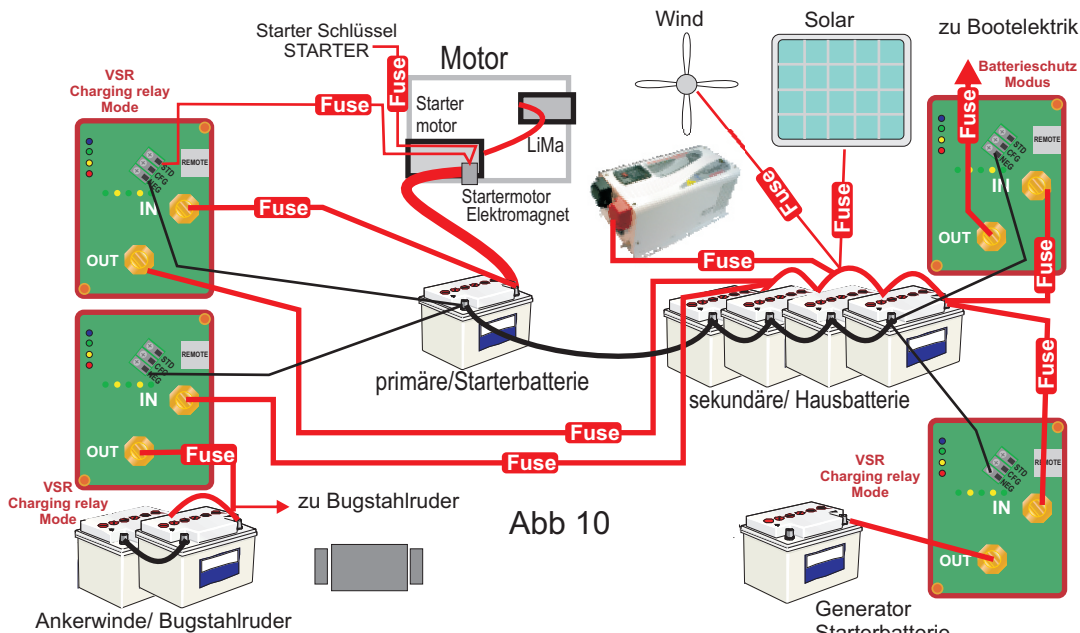 Wind
Solar
zu Bootelektrik
Starter Schlüssel
STARTER
Motor
VSR
Charging relay
Mode
Fuse
Fuse
Starter
motor
LiMa
Startermotor
Elektromagnet
Batterieschutz
Modus
Fuse
STD
CFG
NEG
REMOTE
IN
OUT
Fuse
Fuse
Fuse
Fuse
STD
CFG
NEG
REMOTE
IN
OUT
Fuse
primäre/Starterbatterie
sekundäre/ Hausbatterie
STD
CFG
NEG
REMOTE
IN
OUT
Fuse
Fuse
Fuse
Fuse
VSR
Charging relay
Mode
zu Bugstahlruder
Abb 10
VSR
Charging relay
Mode
STD
CFG
NEG
REMOTE
IN
OUT
Ankerwinde/ Bugstahlruder
Generator
Starterbatterie